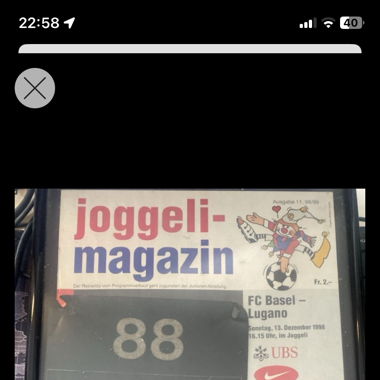 22:58
40
joggeli-
magazin
Ausgabe 11, 98/99
Fr. 2.–
FC Basel –
Lugano
Sonntag, 13. Dezember 1998
16.15 Uhr, im Joggeli
88
UBS